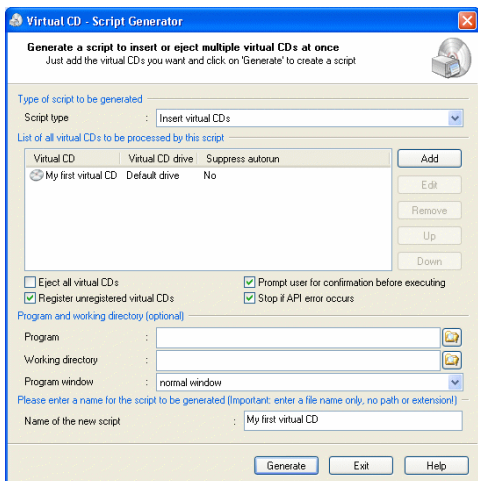 Virtual CD - Script Generator
Generate a script to insert or eject multiple virtual CDs at once
Just add the virtual CDs you want and click on 'Generate' to create a script
Type of script to be generated
Script type : Insert virtual CDs
List of all virtual CDs to be processed by this script
Virtual CD Virtual CD drive Suppress autorun
My first virtual CD Default drive No
Add
Edit
Remove
Up
Down
Eject all virtual CDs Prompt user for confirmation before executing
Register unregistered virtual CDs Stop if API error occurs
Program and working directory (optional)
Program :
Working directory :
Program window : normal window
Please enter a name for the script to be generated (Important: enter a file name only, no path or extension!)
Name of the new script : My first virtual CD
Generate Exit Help